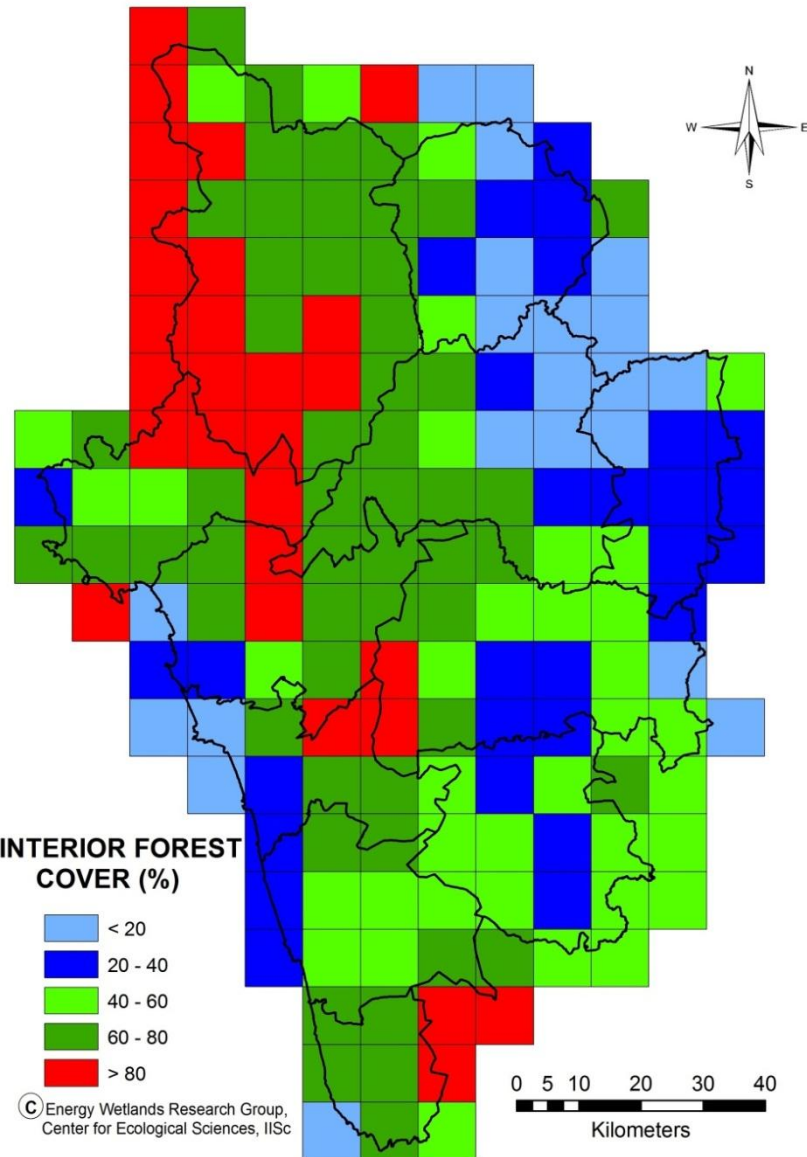 N
W E
S
INTERIOR FOREST
COVER (%)
< 20
20 - 40
40 - 60
60 - 80
> 80
© Energy Wetlands Research Group,
Center for Ecological Sciences, IISc
0 5 10 20 30 40
Kilometers